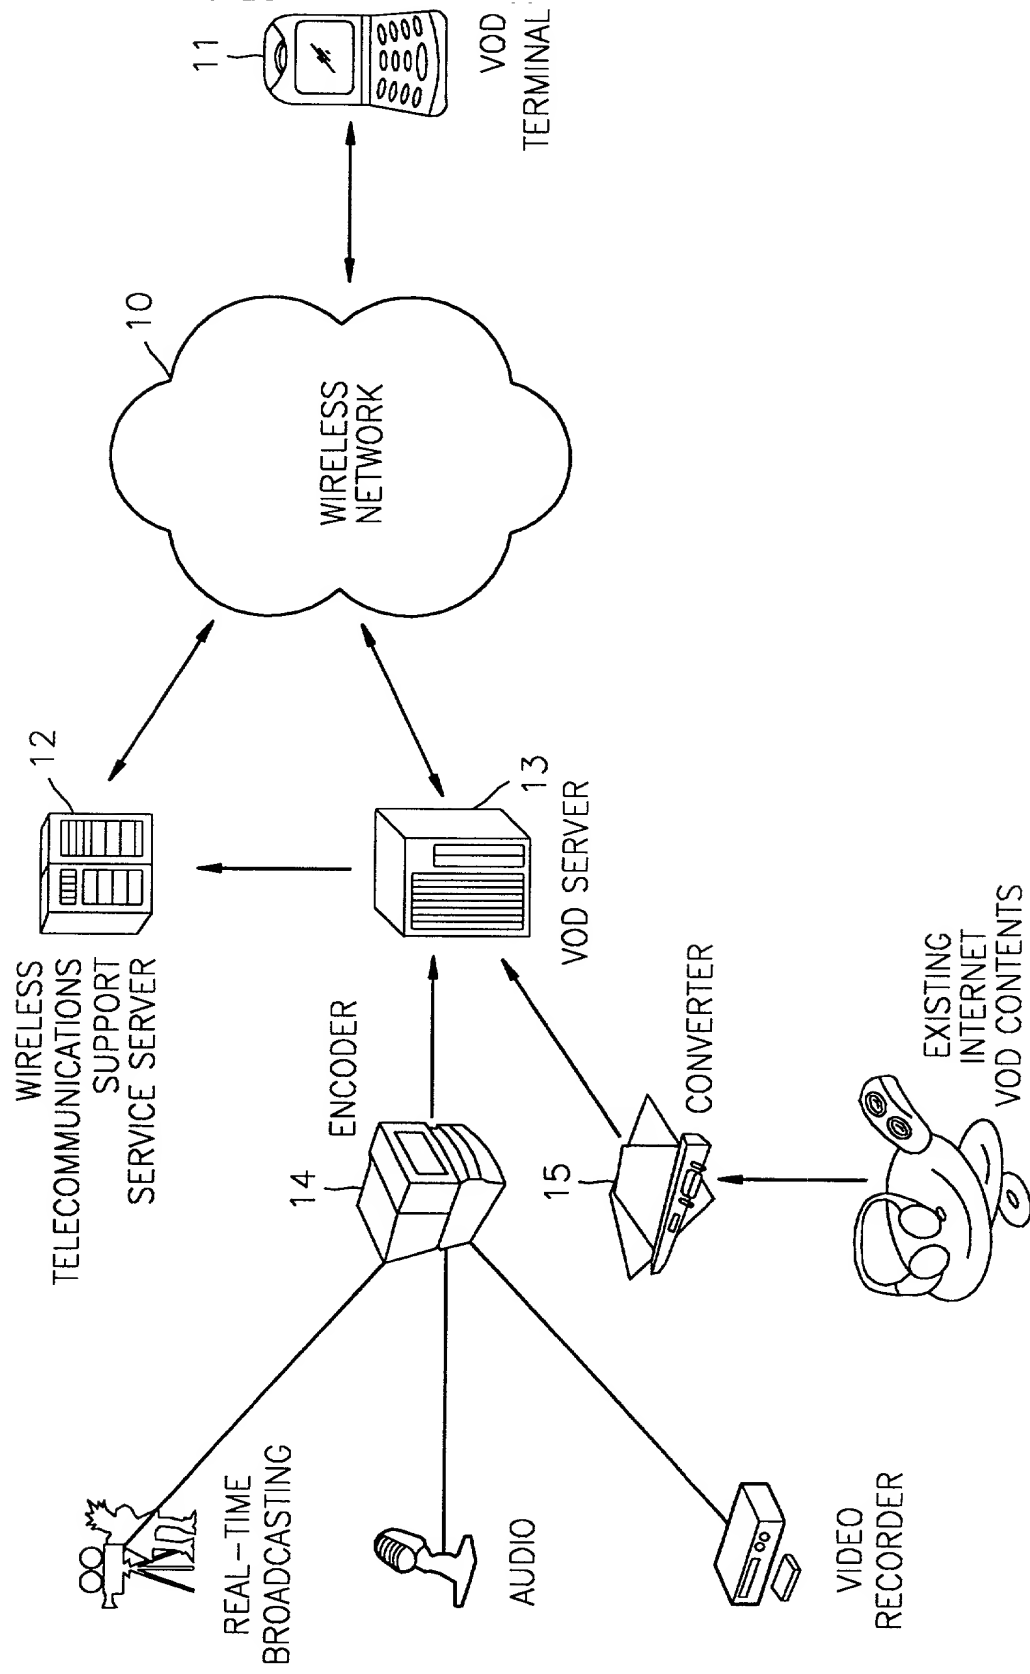 WIRELESS
TELECOMMUNICATIONS
SUPPORT
SERVICE SERVER
12
10
11
WIRELESS
NETWORK
VOD
TERMINAL
REAL-TIME
BROADCASTING
14
ENCODER
13
VOD SERVER
AUDIO
15
CONVERTER
VIDEO
RECORDER
EXISTING
INTERNET
VOD CONTENTS